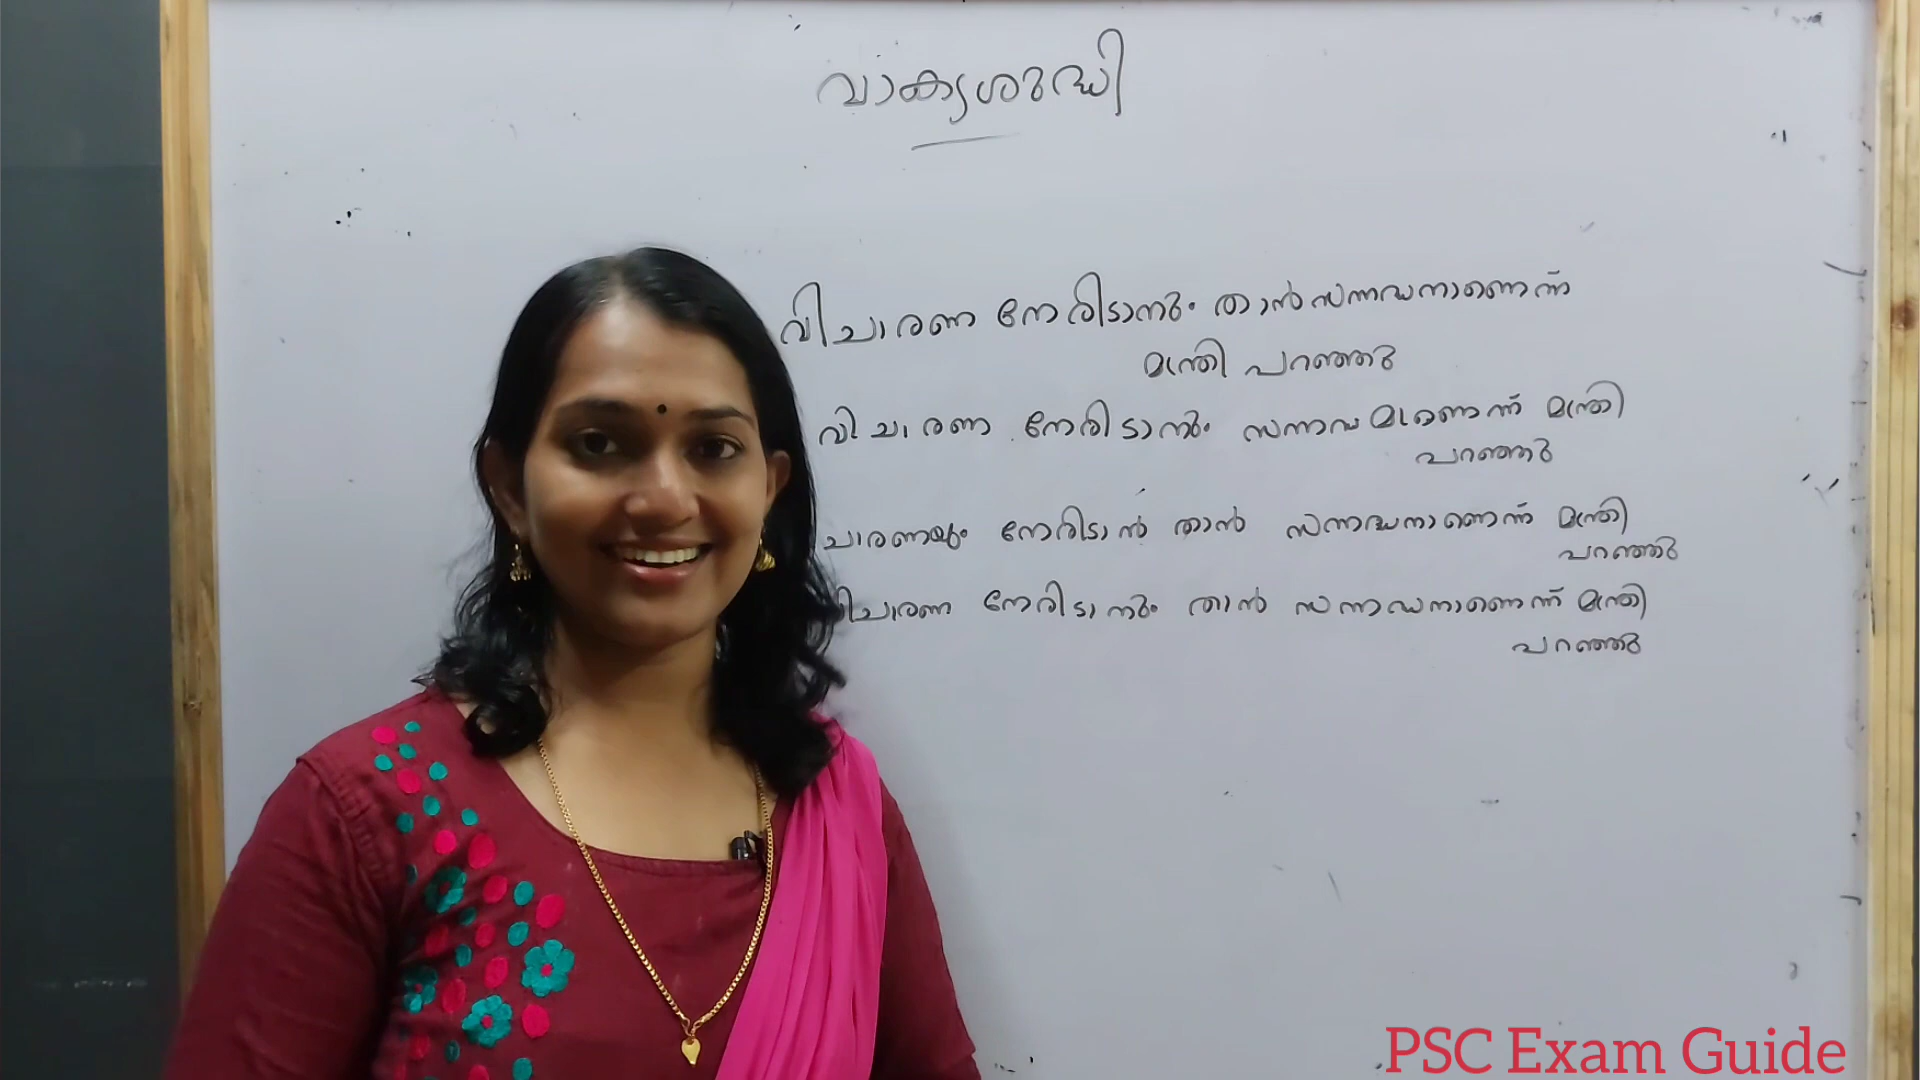 വാക്യശുദ്ധി
വിചാരണ നേരിടാനും താൻ സന്നദ്ധനാണെന്ന്
മന്ത്രി പറഞ്ഞു
വിചാരണ നേരിടാനും സന്നദ്ധമാണെന്ന് മന്ത്രി
പറഞ്ഞു
ചാരണയും നേരിടാൻ താൻ സന്നദ്ധനാണെന്ന് മന്ത്രി
പറഞ്ഞു
ിചാരണ നേരിടാനും താൻ സന്നദ്ധനാണെന്ന് മന്ത്രി
പറഞ്ഞു
PSC Exam Guide